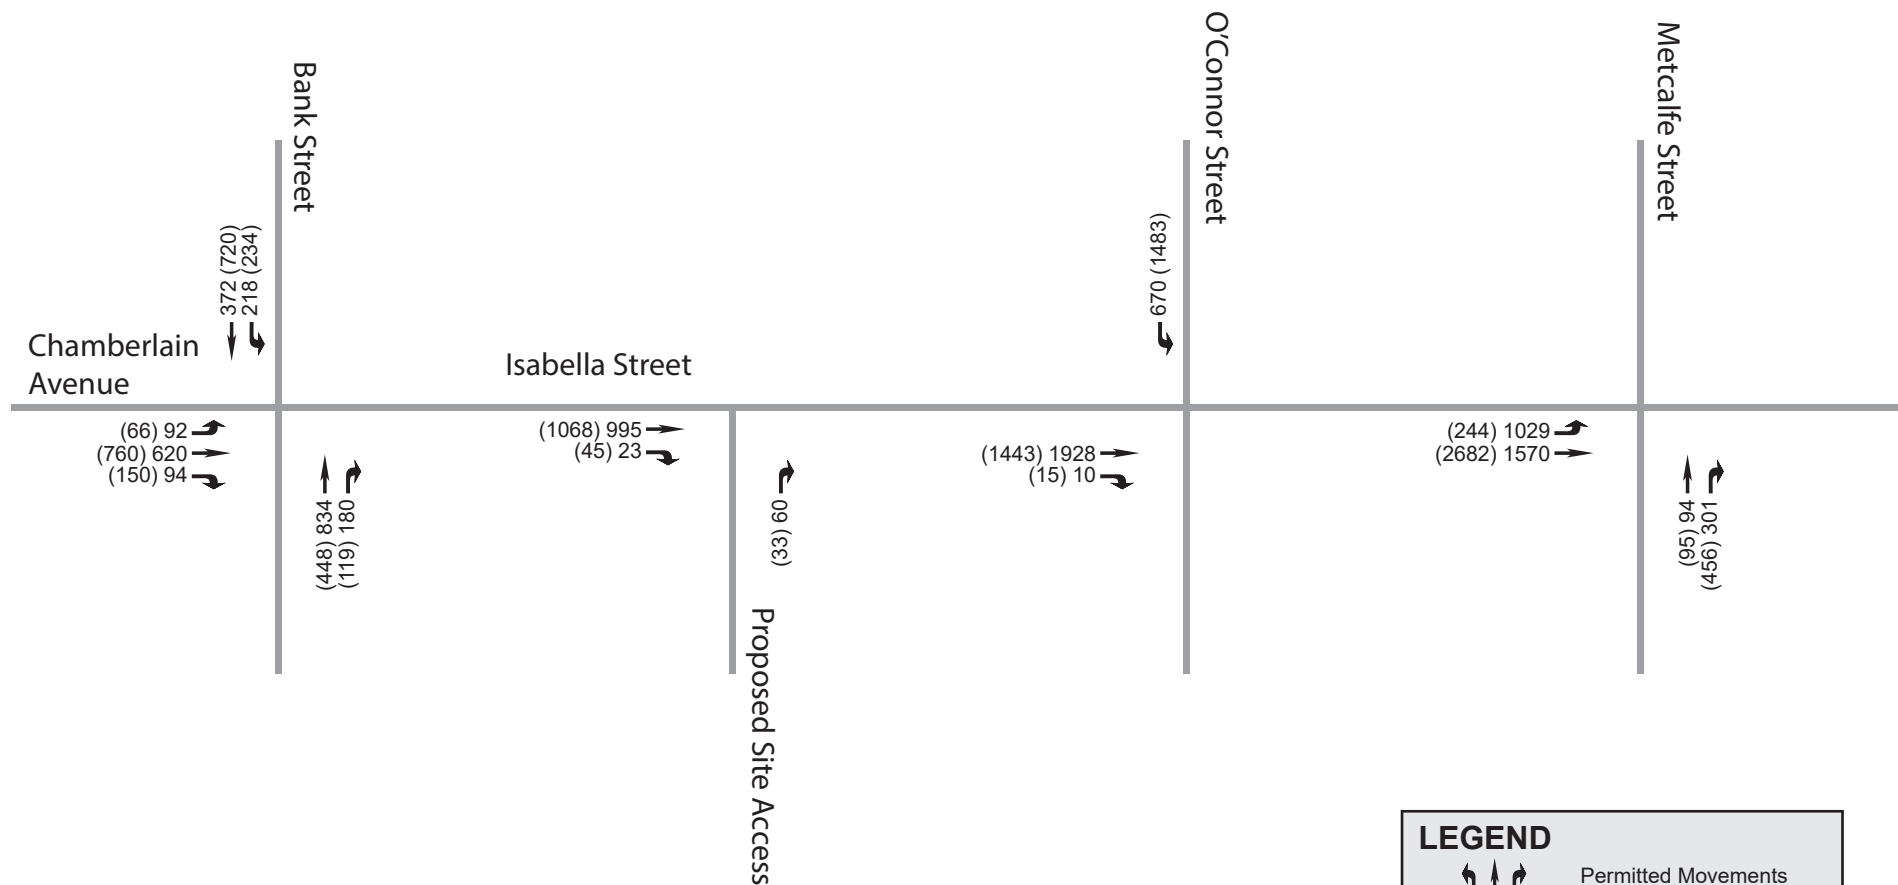 Bank Street
O'Connor Street
Metcalfe Street
372 (720)
218 (234)
670 (1483)
Chamberlain
Avenue
Isabella Street
(66) 92
(760) 620
(150) 94
(448) 834
(119) 180
(1068) 995
(45) 23
(33) 60
(1443) 1928
(15) 10
(244) 1029
(2682) 1570
(95) 94
(456) 301
Proposed Site Access
LEGEND
Permitted Movements